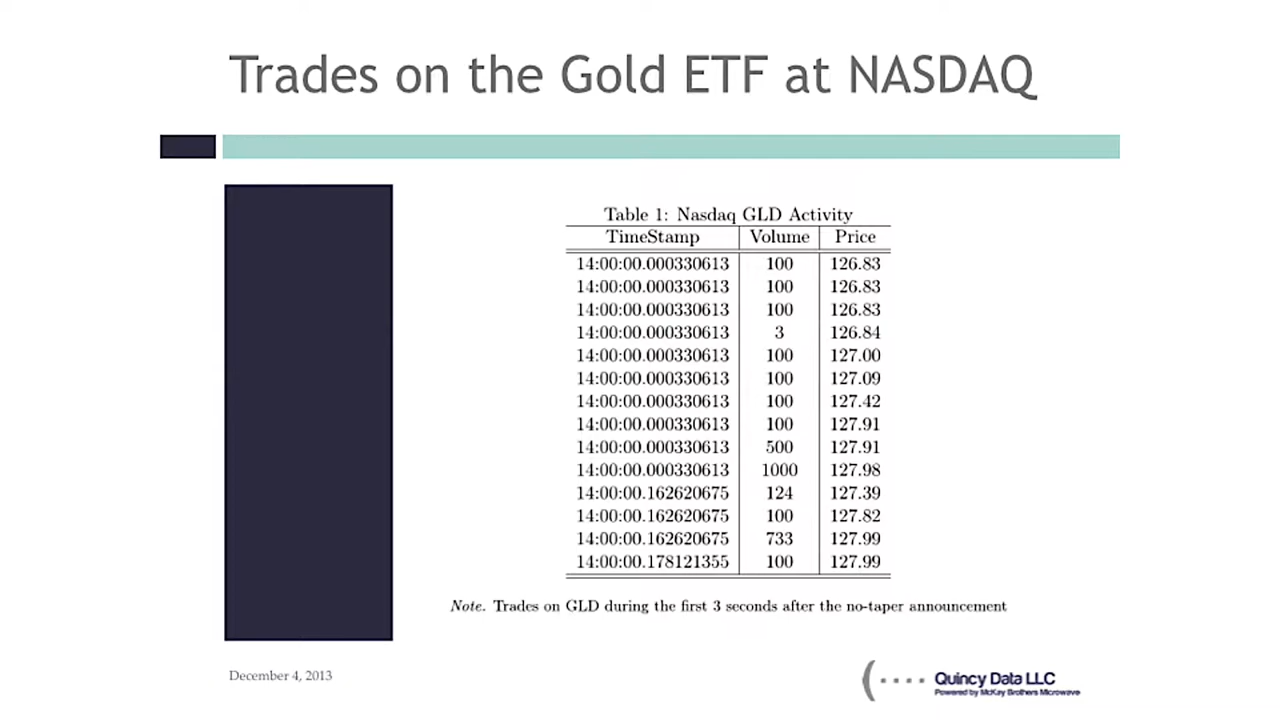 Trades on the Gold ETF at NASDAQ
Table 1: Nasdaq GLD Activity
TimeStamp Volume Price
14:00:00.000330613 100 126.83
14:00:00.000330613 100 126.83
14:00:00.000330613 100 126.83
14:00:00.000330613 3 126.84
14:00:00.000330613 100 127.00
14:00:00.000330613 100 127.09
14:00:00.000330613 100 127.42
14:00:00.000330613 100 127.91
14:00:00.000330613 500 127.91
14:00:00.000330613 1000 127.98
14:00:00.162620675 124 127.39
14:00:00.162620675 100 127.82
14:00:00.162620675 733 127.99
14:00:00.178121355 100 127.99
Note. Trades on GLD during the first 3 seconds after the no-taper announcement
December 4, 2013
Quincy Data LLC
Powered by McKay Brothers Microwave